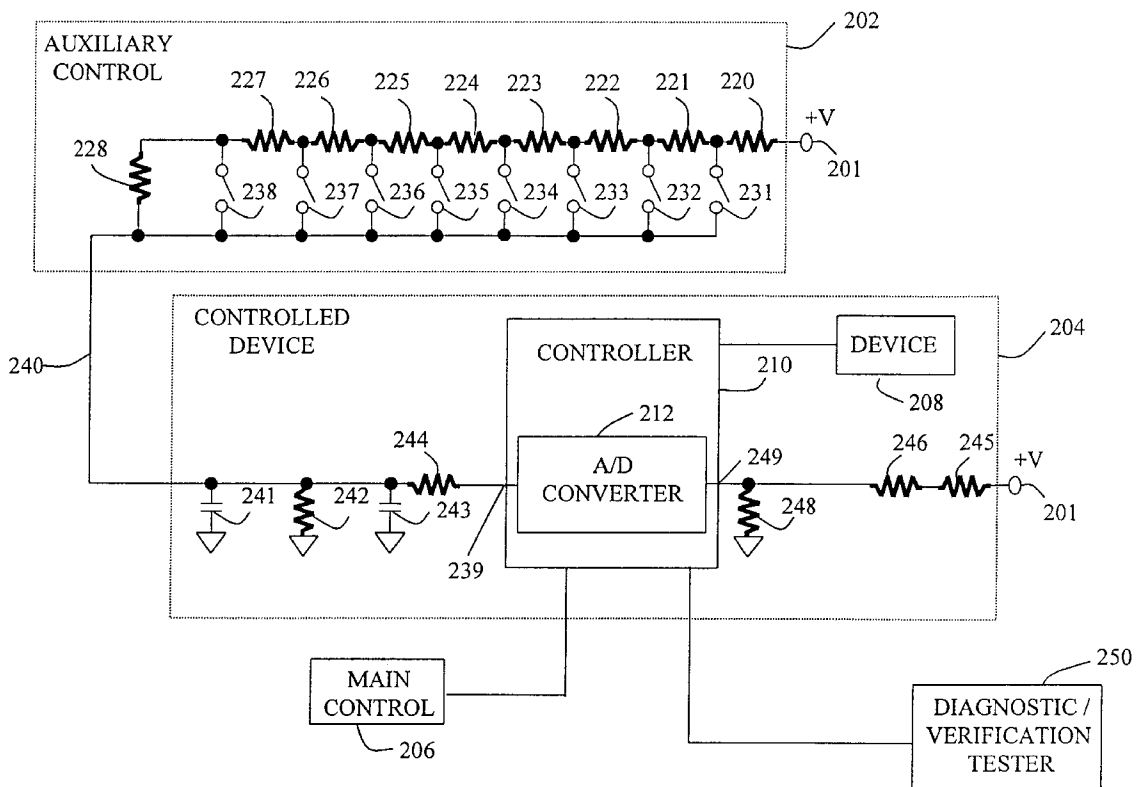 202
AUXILIARY
CONTROL
227 226 225 224 223 222 221 220
+V
201
228
238 237 236 235 234 233 232 231
CONTROLLED
DEVICE
204
CONTROLLER
DEVICE
240
210
208
212
244
A/D
CONVERTER
249
246 245
+V
241 242 243
248
201
239
250
MAIN
CONTROL
206
DIAGNOSTIC /
VERIFICATION
TESTER